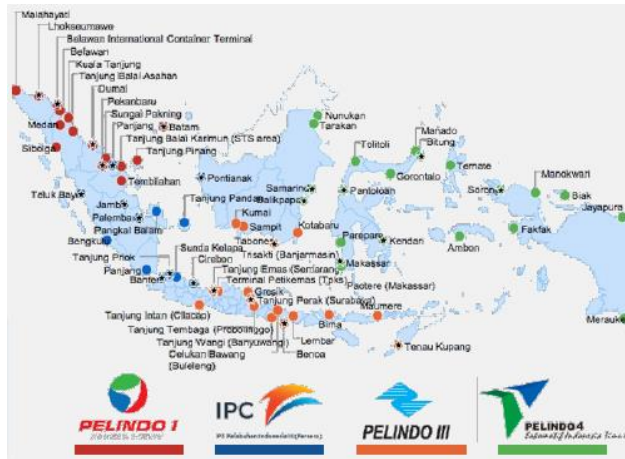 Malahayati
Lhokseumawe
Belawan International Container Terminal
Belawan
Kuala Tanjung
Tanjung Balai Asahan
Dumai
Pekanbaru
Sungai Pakning
Panjang
Batam
Tanjung Balai Karimun (STS area)
Tanjung Pinang
Medan
Sibolga
Tembilahan
Teluk Bayur
Jambi
Palembang
Pangkal Balam
Bengkulu
Pontianak
Tanjung Pandan
Nunukan
Tarakan
Samarinda
Balikpapan
Kumai
Sampit
Kotabaru
Trisakti (Banjarmasin)
Tolitoli
Manado
Bitung
Gorontalo
Pantoloan
Ternate
Sorong
Manokwari
Biak
Jayapura
Fakfak
Ambon
Merauke
Parepare
Kendari
Makassar
Paotere (Makassar)
Sunda Kelapa
Cirebon
Tanjung Priok
Panjang
Banten
Tanjung Emas (Semarang)
Terminal Petikemas (Tpks)
Gresik
Tanjung Perak (Surabaya)
Tanjung Intan (Cilacap)
Tanjung Tembaga (Probolinggo)
Tanjung Wangi (Banyuwangi)
Celukan Bawang
(Buleleng)
Benoa
Lembar
Bima
Maumere
Tenau Kupang
PELINDO 1
IPC
PELINDO III
PELINDO 4